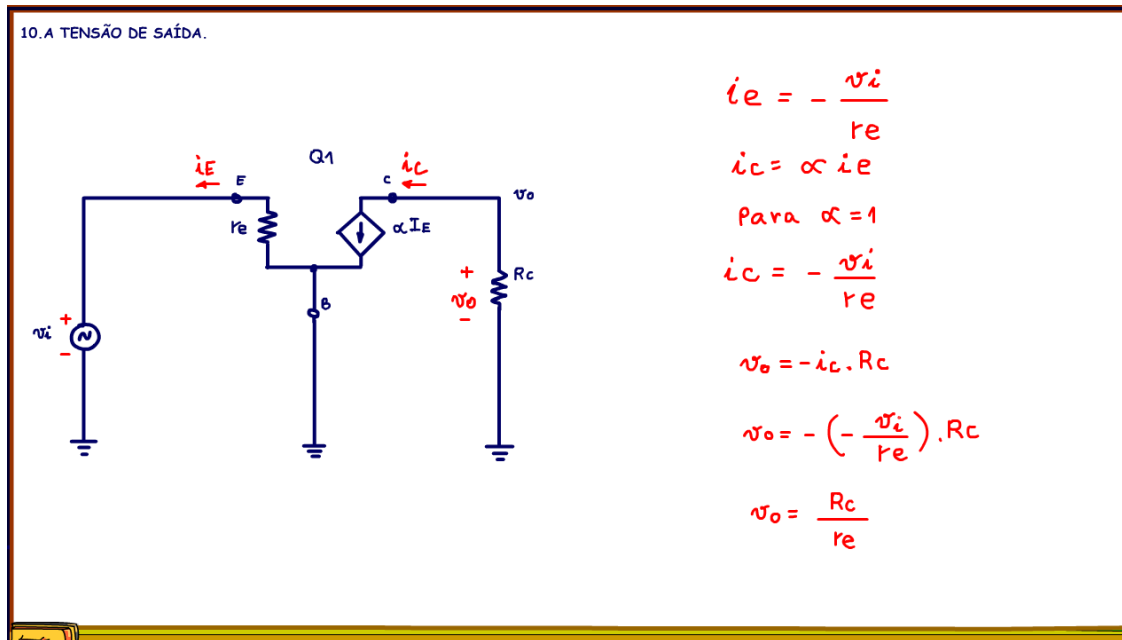 10.A TENSÃO DE SAÍDA.
Q1
iE
E
re
C
iC
vo
αIE
B
+
vo
-
Rc
vi
+
-
ie = - vi/re
ic = α ie
Para α = 1
ic = - vi/re
vo = -ic. Rc
vo = - (- vi/re). Rc
vo = Rc/re